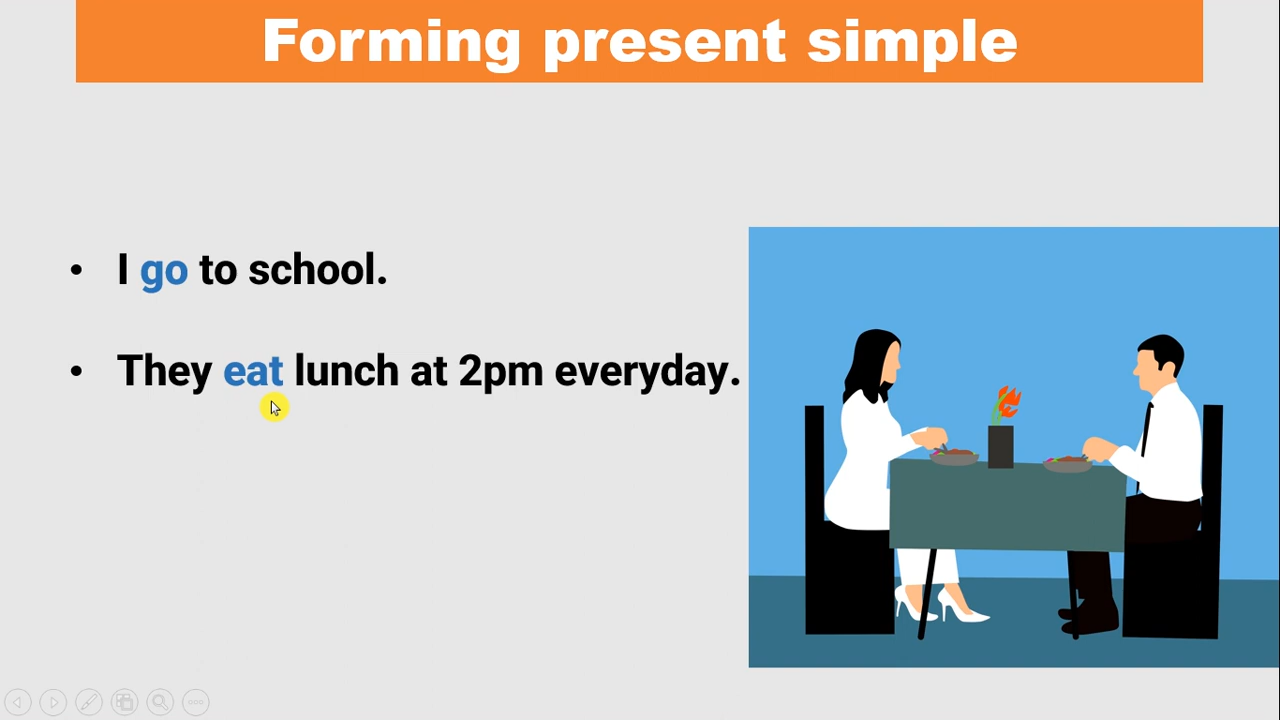 Forming present simple
• I go to school.
• They eat lunch at 2pm everyday.